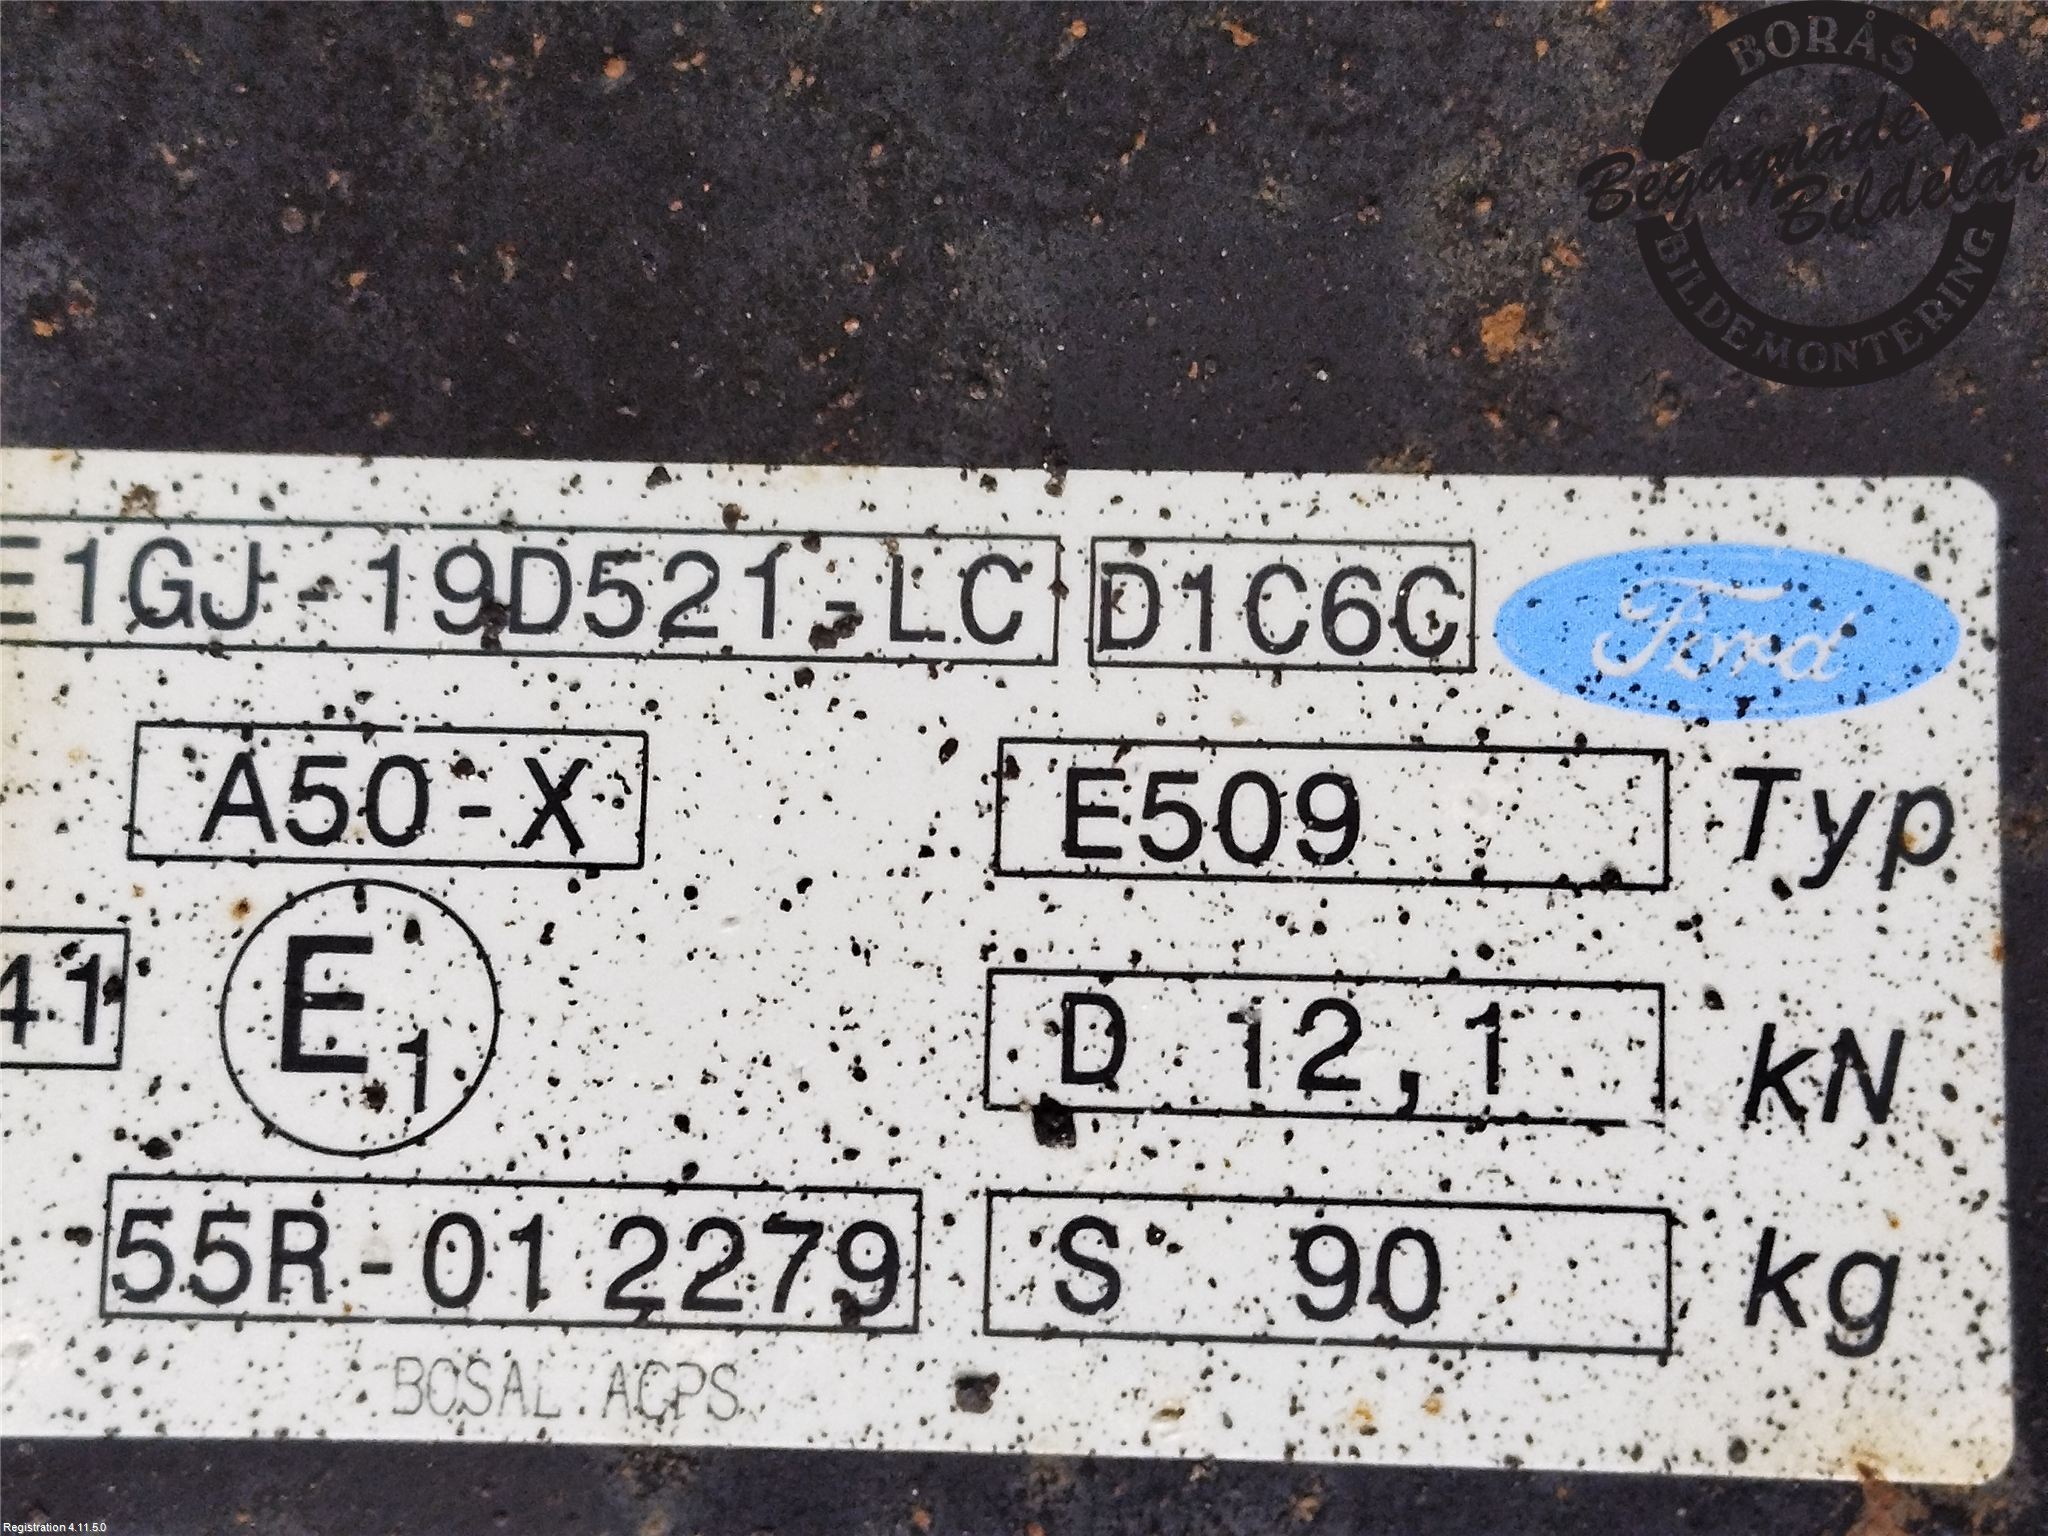 BORÅS
Begagnade
Bildelar
BILDEMONTERING
E1GJ-19D521-LC D1C6C Ford
A50-X E509 Typ
41 E1 D 12,1 kN
55R-01 2279 S 90 kg
BOSAL ACPS
Registration 4.11.5.0